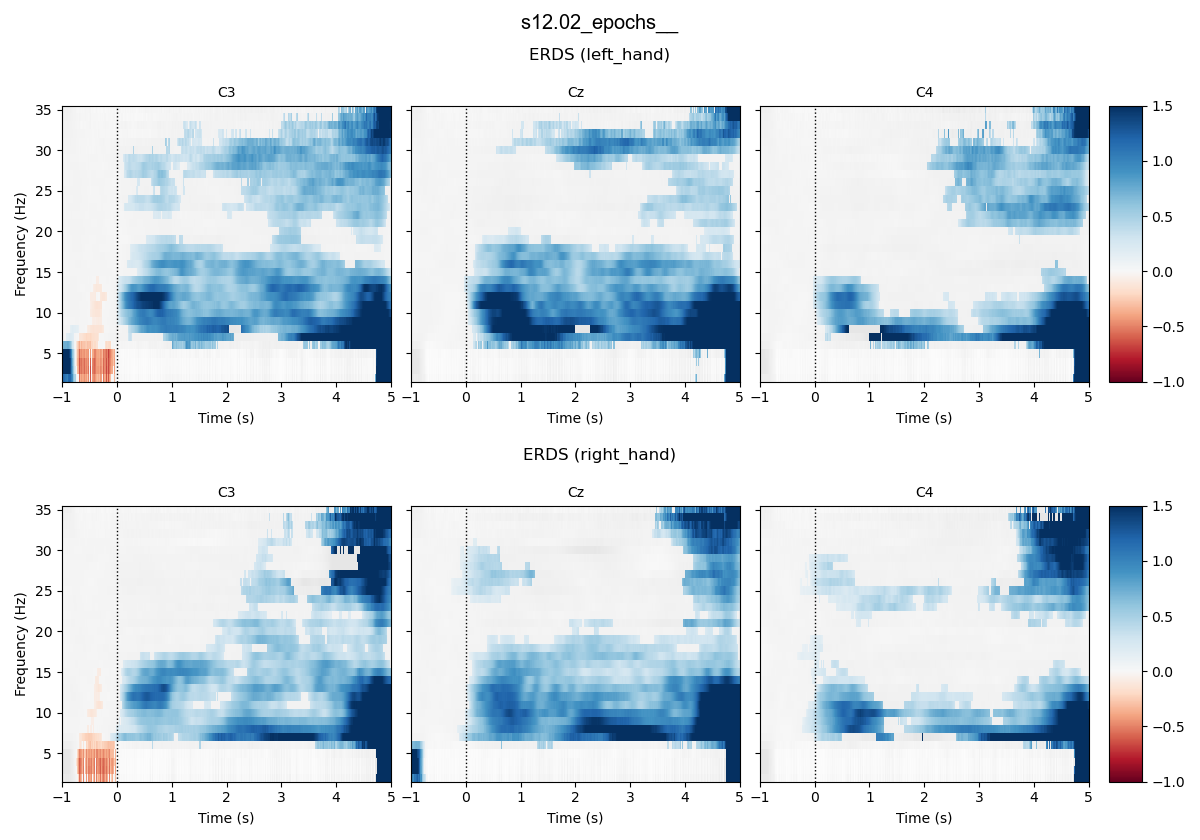 s12.02_epochs__
ERDS (left_hand)
C3 Cz C4
35
30
25
20
15
10
5
Frequency (Hz)
−1 0 1 2 3 4 5
−1 0 1 2 3 4 5
−1 0 1 2 3 4 5
Time (s) Time (s) Time (s)
1.5
1.0
0.5
0.0
−0.5
−1.0
ERDS (right_hand)
C3 Cz C4
35
30
25
20
15
10
5
Frequency (Hz)
−1 0 1 2 3 4 5
−1 0 1 2 3 4 5
−1 0 1 2 3 4 5
Time (s) Time (s) Time (s)
1.5
1.0
0.5
0.0
−0.5
−1.0